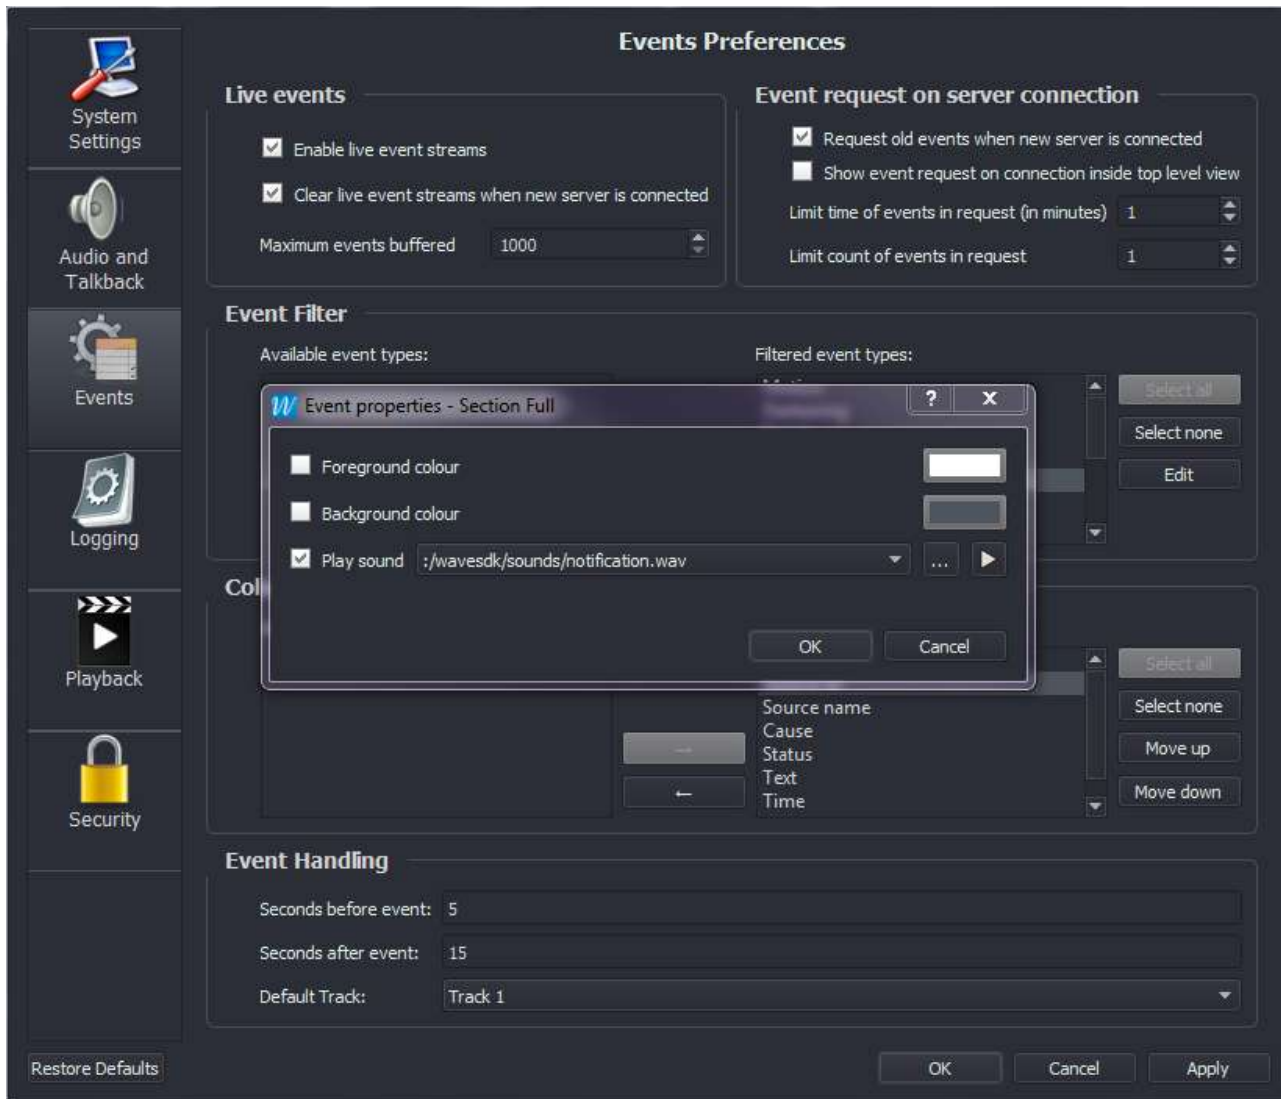 Events Preferences
System
Settings
Audio and
Talkback
Events
Logging
Playback
Security
Live events
Enable live event streams
Clear live event streams when new server is connected
Maximum events buffered 1000
Event request on server connection
Request old events when new server is connected
Show event request on connection inside top level view
Limit time of events in request (in minutes) 1
Limit count of events in request 1
Event Filter
Available event types:
Filtered event types:
Select all
Select none
Edit
W Event properties - Section Full ? X
Foreground colour
Background colour
Play sound :/wavesdk/sounds/notification.wav ...
OK Cancel
Source name
Cause
Status
Text
Time
→
←
Select all
Select none
Move up
Move down
Event Handling
Seconds before event: 5
Seconds after event: 15
Default Track: Track 1
Restore Defaults
OK Cancel Apply